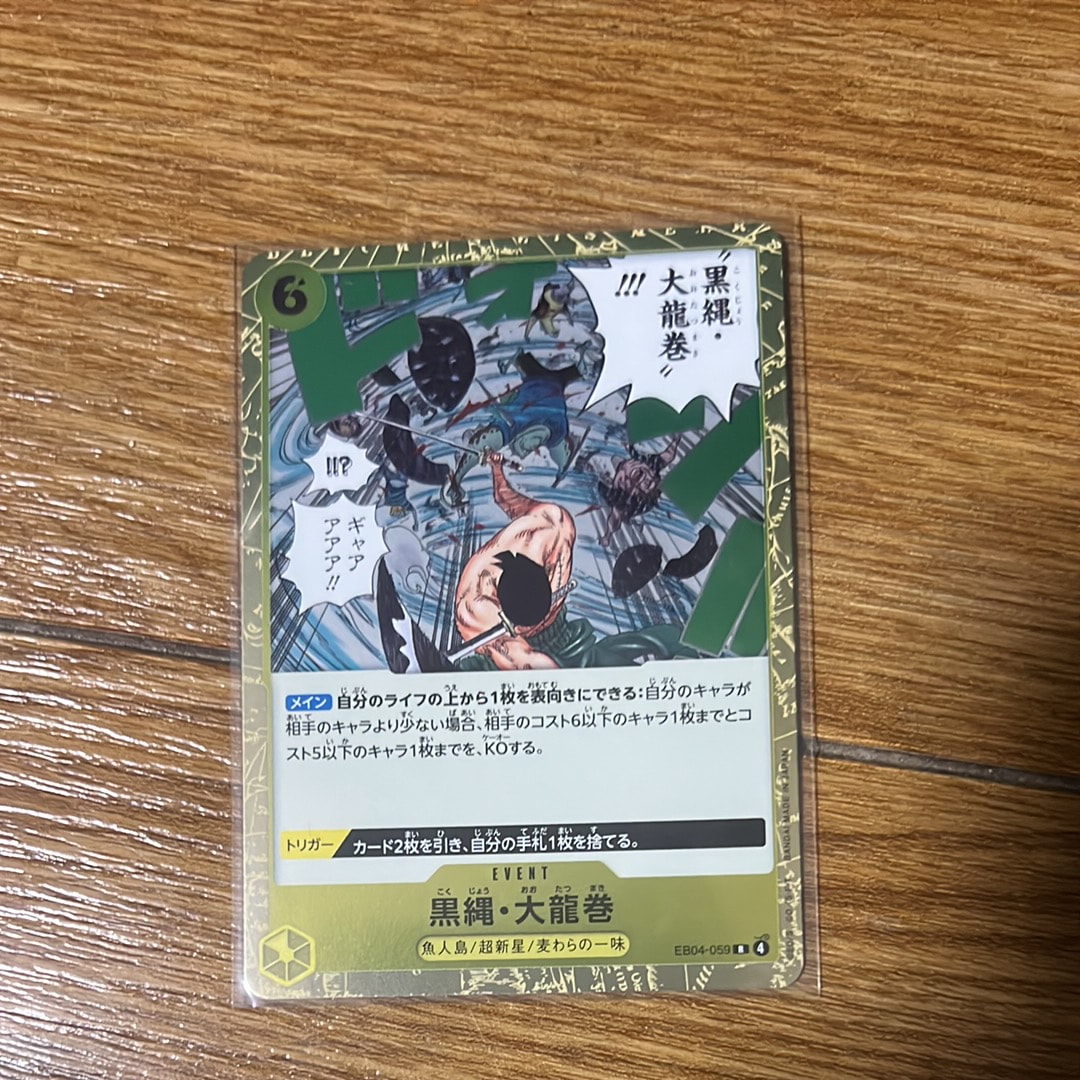 6
"黒縄・
大龍巻"
!!!
!!?
ギャア
アアア!!
メイン 自分のライフの上から1枚を表向きにできる:自分のキャラが
相手のキャラより少ない場合、相手のコスト6以下のキャラ1枚までとコ
スト5以下のキャラ1枚までを、KOする。
トリガー カード2枚を引き、自分の手札1枚を捨てる。
EVENT
黒縄・大龍巻
魚人島/超新星/麦わらの一味
EB04-059 R 4